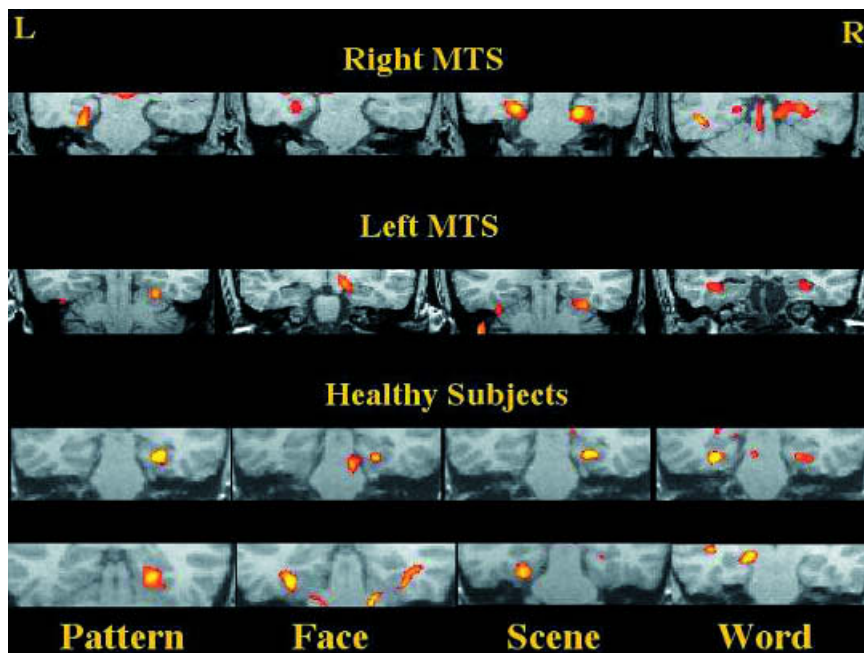 L
R
Right MTS
Left MTS
Healthy Subjects
Pattern Face Scene Word